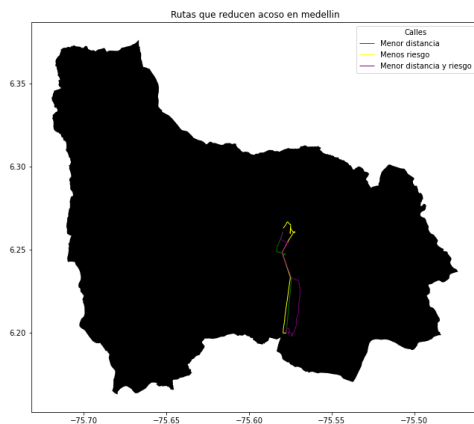 Rutas que reducen acoso en medellin
Calles
Menor distancia
Menos riesgo
Menor distancia y riesgo
6.35
6.30
6.25
6.20
−75.70
−75.65
−75.60
−75.55
−75.50